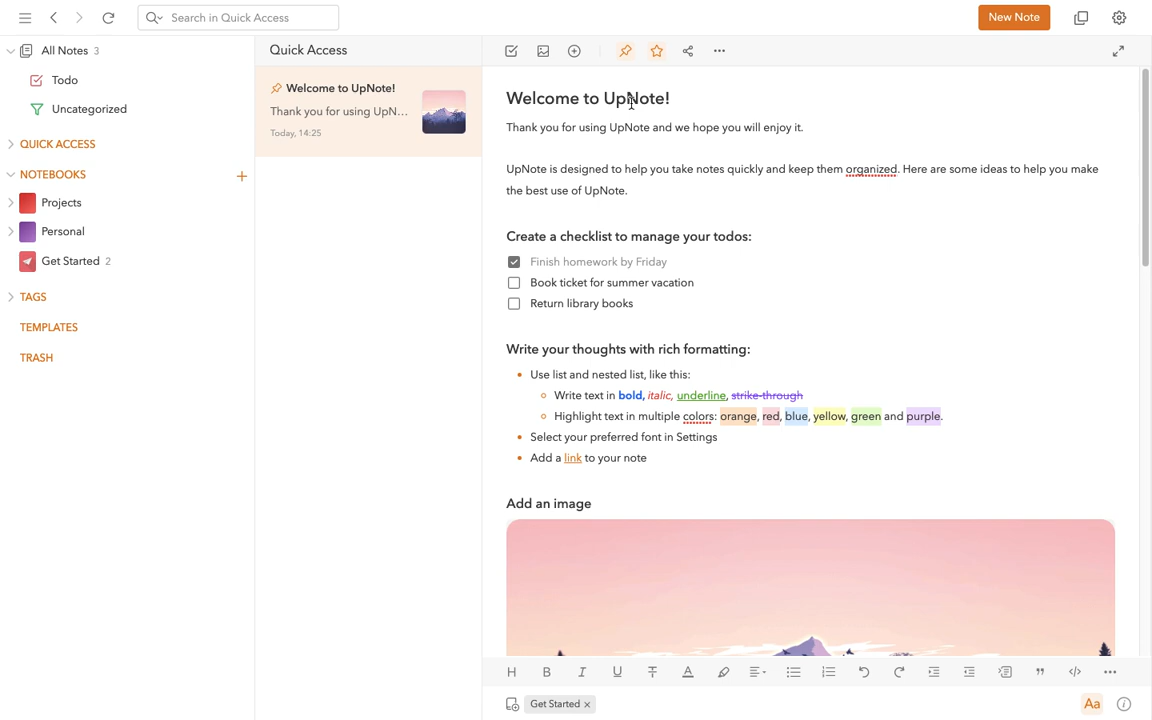 Search in Quick Access
New Note
All Notes 3
Todo
Uncategorized
QUICK ACCESS
NOTEBOOKS
Projects
Personal
Get Started 2
TAGS
TEMPLATES
TRASH
Quick Access
Welcome to UpNote!
Thank you for using UpN...
Today, 14:25
Welcome to UpNote!
Thank you for using UpNote and we hope you will enjoy it.
UpNote is designed to help you take notes quickly and keep them organized. Here are some ideas to help you make
the best use of UpNote.
Create a checklist to manage your todos:
Finish homework by Friday
Book ticket for summer vacation
Return library books
Write your thoughts with rich formatting:
Use list and nested list, like this:
Write text in bold, italic, underline, strike-through
Highlight text in multiple colors: orange, red, blue, yellow, green and purple.
Select your preferred font in Settings
Add a link to your note
Add an image
H B I U T A
Get Started
Aa